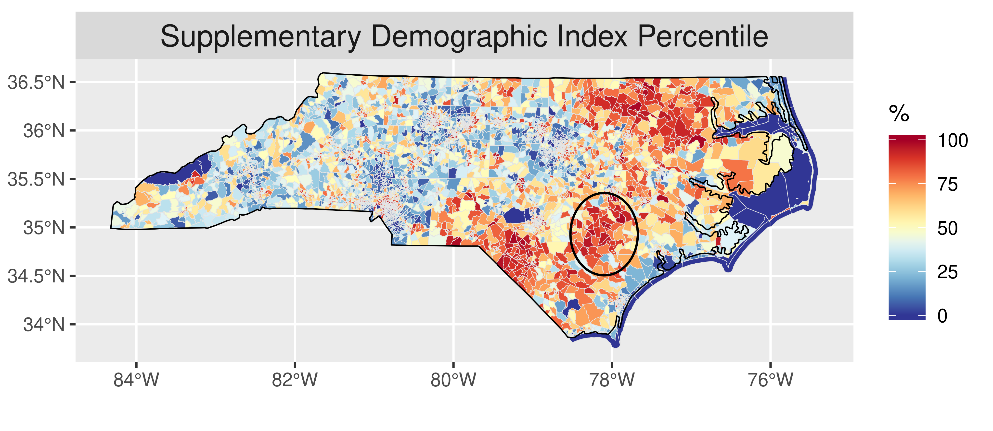 Supplementary Demographic Index Percentile
36.5°N
36°N
35.5°N
35°N
34.5°N
34°N
84°W 82°W 80°W 78°W 76°W
%
100
75
50
25
0